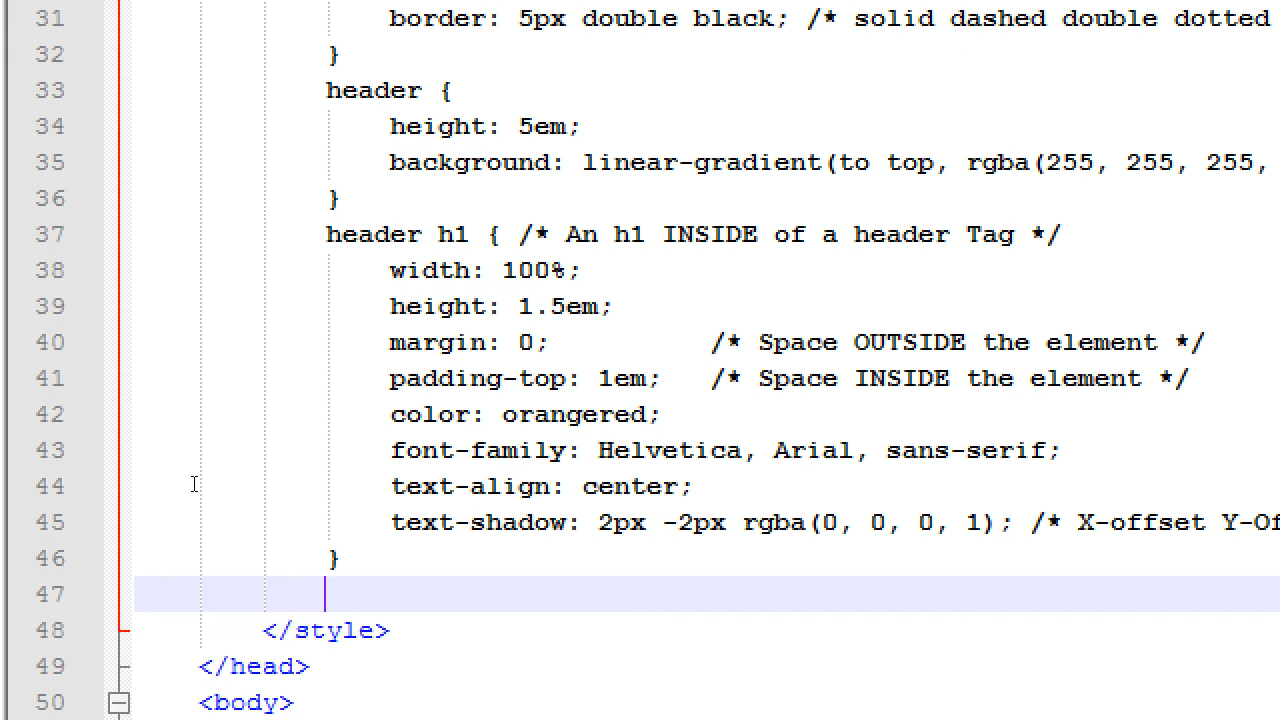 31 border: 5px double black; /* solid dashed double dotted
32 }
33 header {
34 height: 5em;
35 background: linear-gradient(to top, rgba(255, 255, 255,
36 }
37 header h1 { /* An h1 INSIDE of a header Tag */
38 width: 100%;
39 height: 1.5em;
40 margin: 0; /* Space OUTSIDE the element */
41 padding-top: 1em; /* Space INSIDE the element */
42 color: orangered;
43 font-family: Helvetica, Arial, sans-serif;
44 text-align: center;
45 text-shadow: 2px -2px rgba(0, 0, 0, 1); /* X-offset Y-Of
46 }
47
48 </style>
49 </head>
50 <body>